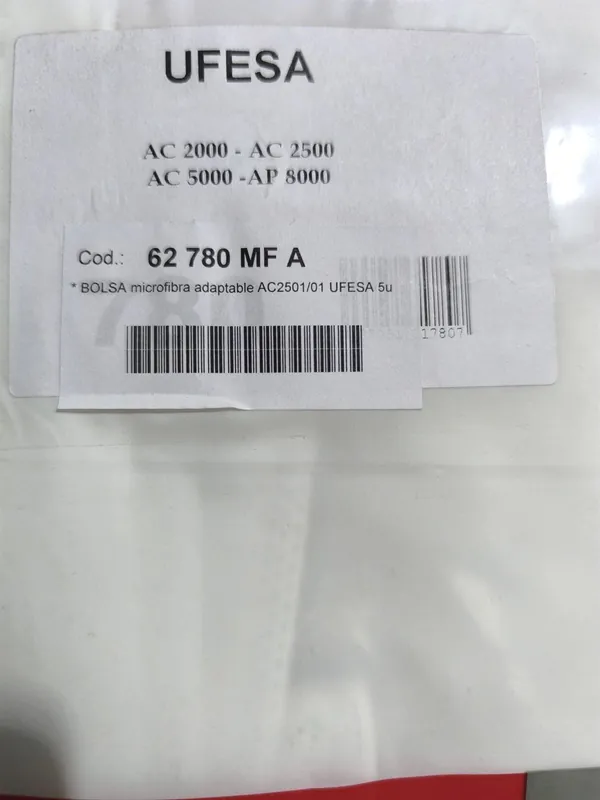 UFESA
AC 2000 - AC 2500
AC 5000 -AP 8000
Cod.: 62 780 MF A
* BOLSA microfibra adaptable AC2501/01 UFESA 5u
17807
780